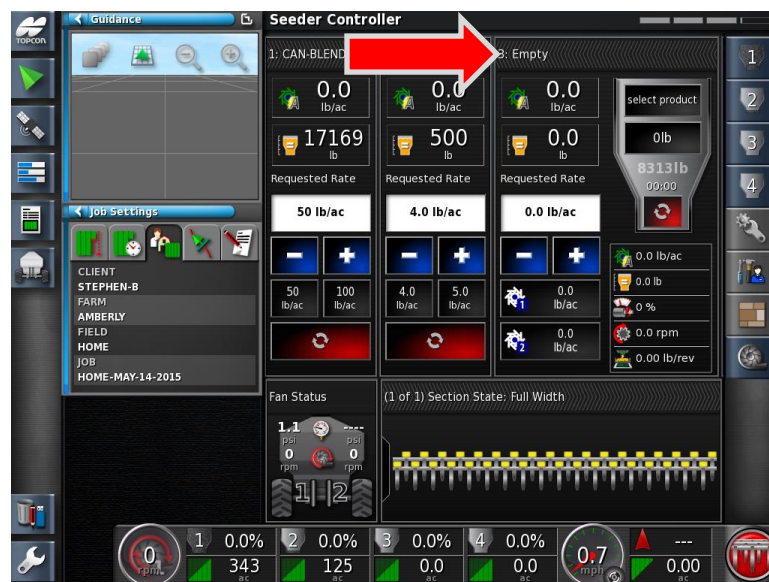 TOPCON
Guidance
Seeder Controller
1: CAN-BLEND
3: Empty
0.0
lb/ac
0.0
lb/ac
0.0
lb/ac
17169
lb
500
lb
0.0
lb
select product
0lb
8313lb
00:00
Requested Rate
Requested Rate
Requested Rate
50 lb/ac
4.0 lb/ac
0.0 lb/ac
50
lb/ac
100
lb/ac
4.0
lb/ac
5.0
lb/ac
1
0.0
lb/ac
2
0.0
lb/ac
0.0 lb/ac
0.0 lb
0 %
0.0 rpm
0.00 lb/rev
Job Settings
CLIENT
STEPHEN-B
FARM
AMBERLY
FIELD
HOME
JOB
HOME-MAY-14-2015
Fan Status
1.1
psi
0
rpm
----
psi
0
rpm
1 2
(1 of 1) Section State: Full Width
1
2
3
4
0
rpm
1 0.0%
343
ac
2 0.0%
125
ac
3 0.0%
0.0
ac
4 0.0%
0.0
ac
0.7
mph
---
0.00
ac